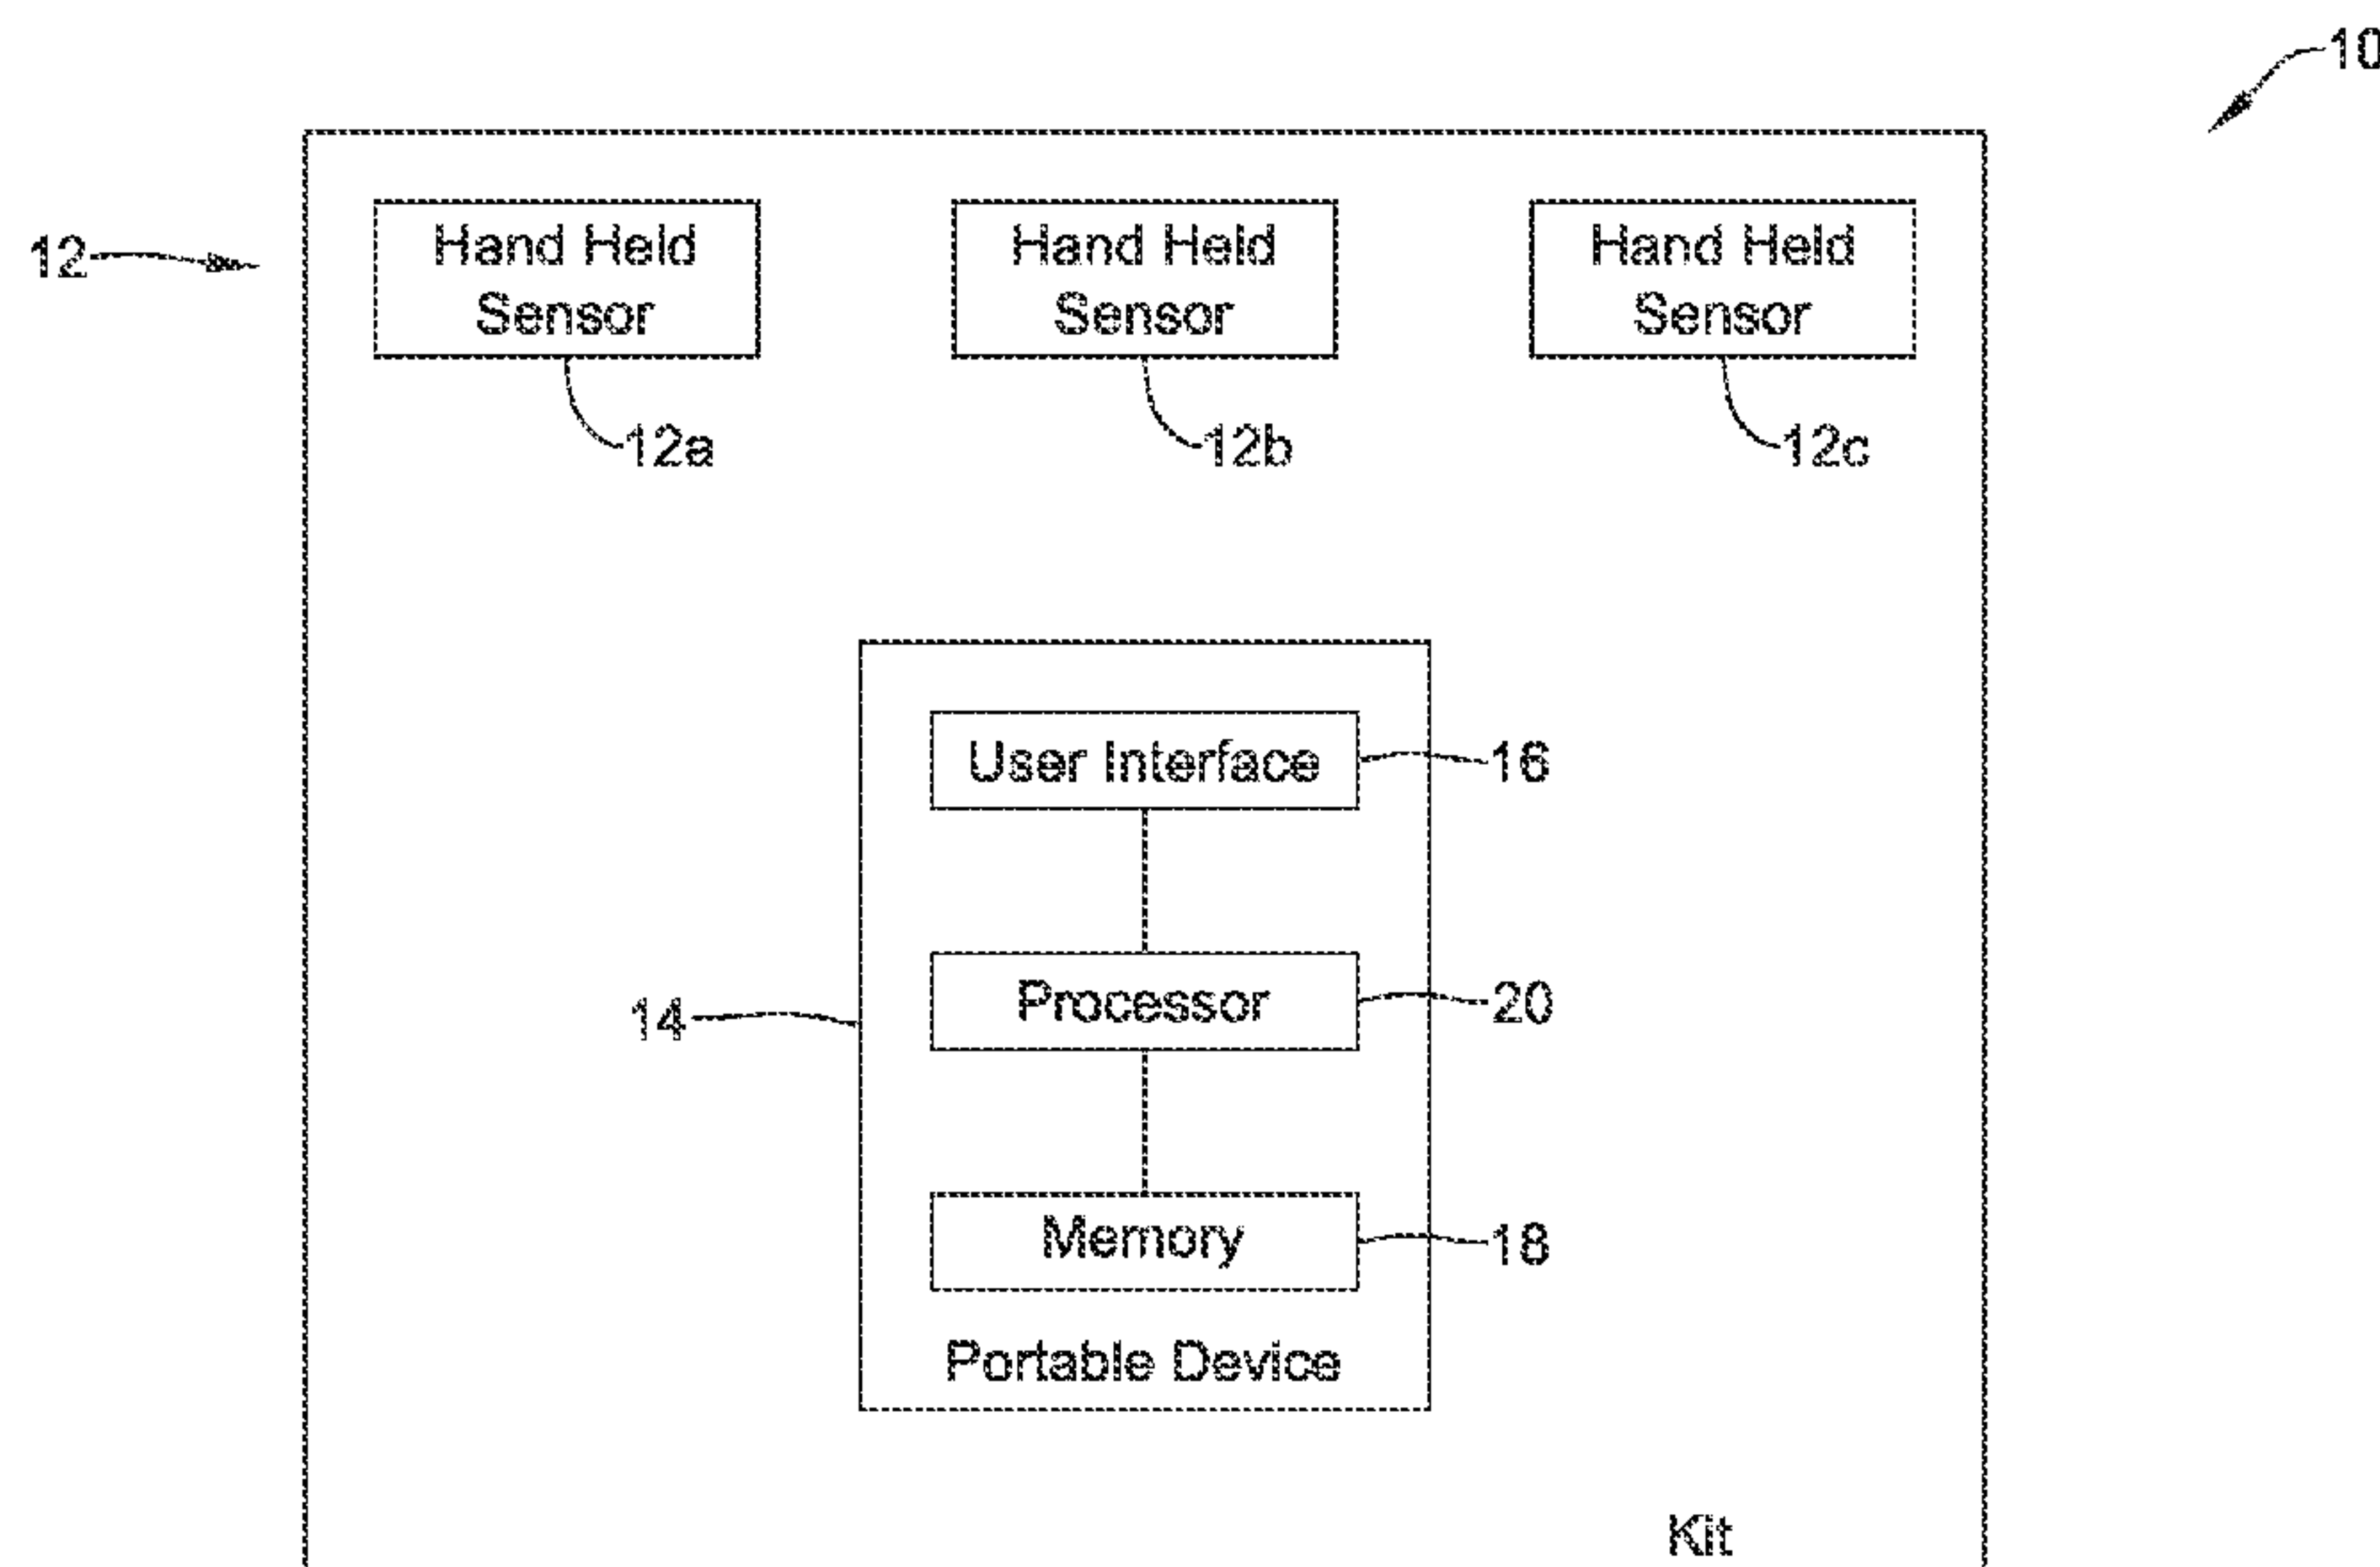 10
12
Hand Held
Sensor
Hand Held
Sensor
Hand Held
Sensor
12a
12b
12c
User Interface
16
14
Processor
20
Memory
18
Portable Device
Kit